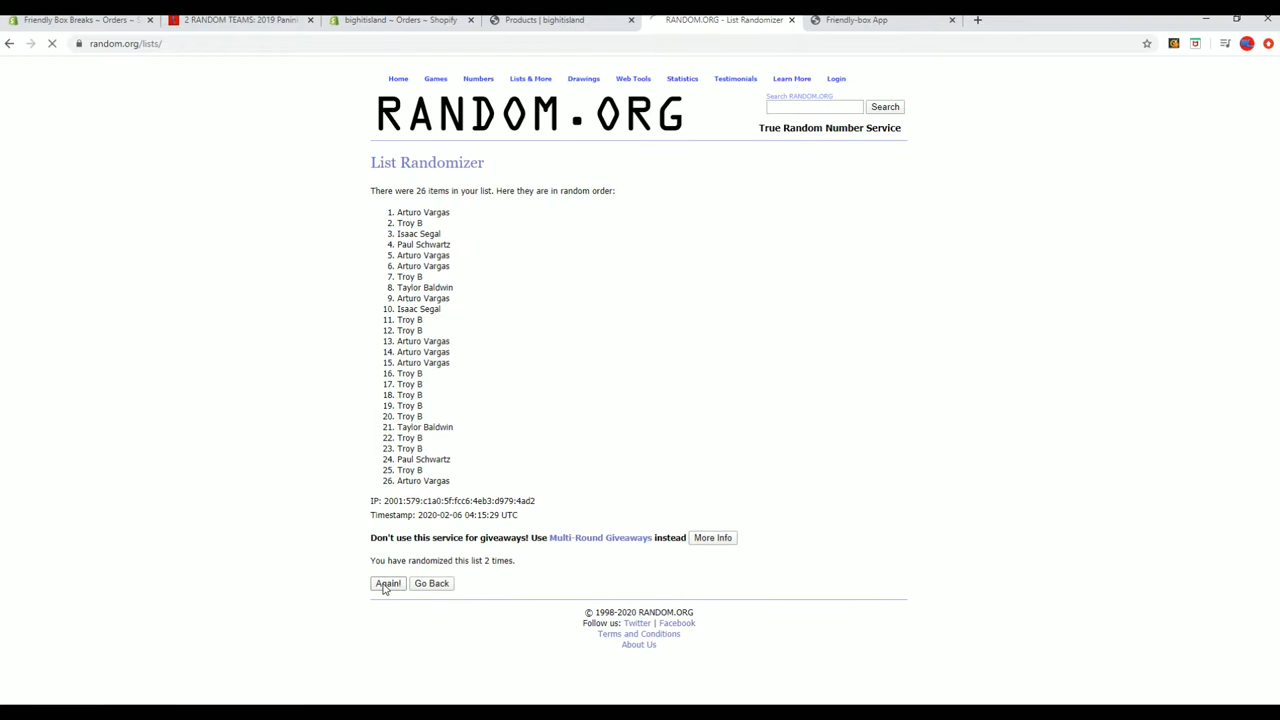 Friendly Box Breaks ~ Orders ~ S
2 RANDOM TEAMS: 2019 Panini
bighitisland ~ Orders ~ Shopify
Products | bighitisland
RANDOM.ORG - List Randomizer
Friendly-box App
random.org/lists/
Home Games Numbers Lists & More Drawings Web Tools Statistics Testimonials Learn More Login
RANDOM.ORG
Search RANDOM.ORG
Search
True Random Number Service
List Randomizer
There were 26 items in your list. Here they are in random order:
1. Arturo Vargas
2. Troy B
3. Isaac Segal
4. Paul Schwartz
5. Arturo Vargas
6. Arturo Vargas
7. Troy B
8. Taylor Baldwin
9. Arturo Vargas
10. Isaac Segal
11. Troy B
12. Troy B
13. Arturo Vargas
14. Arturo Vargas
15. Arturo Vargas
16. Troy B
17. Troy B
18. Troy B
19. Troy B
20. Troy B
21. Taylor Baldwin
22. Troy B
23. Troy B
24. Paul Schwartz
25. Troy B
26. Arturo Vargas
IP: 2001:579:c1a0:5f:fcc6:4eb3:d979:4ad2
Timestamp: 2020-02-06 04:15:29 UTC
Don't use this service for giveaways! Use Multi-Round Giveaways instead More Info
You have randomized this list 2 times.
Again! Go Back
© 1998-2020 RANDOM.ORG
Follow us: Twitter | Facebook
Terms and Conditions
About Us